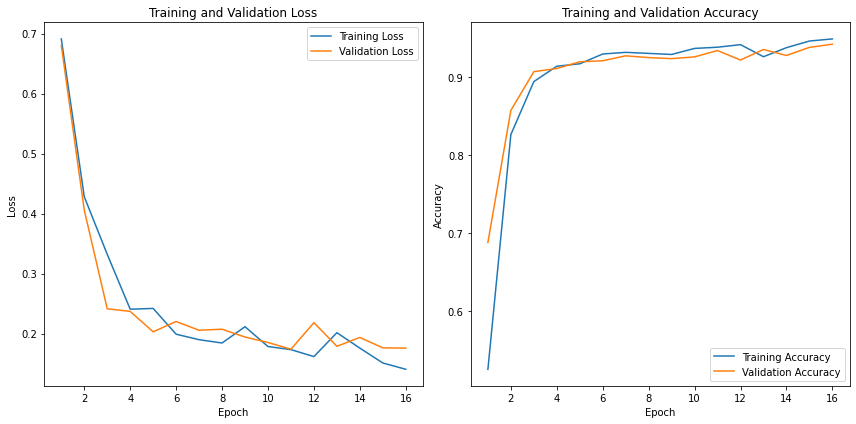 Training and Validation Loss
Training and Validation Accuracy
0.7
0.6
0.5
0.4
0.3
0.2
Loss
Training Loss
Validation Loss
2 4 6 8 10 12 14 16
Epoch
0.9
0.8
0.7
0.6
Accuracy
Training Accuracy
Validation Accuracy
2 4 6 8 10 12 14 16
Epoch